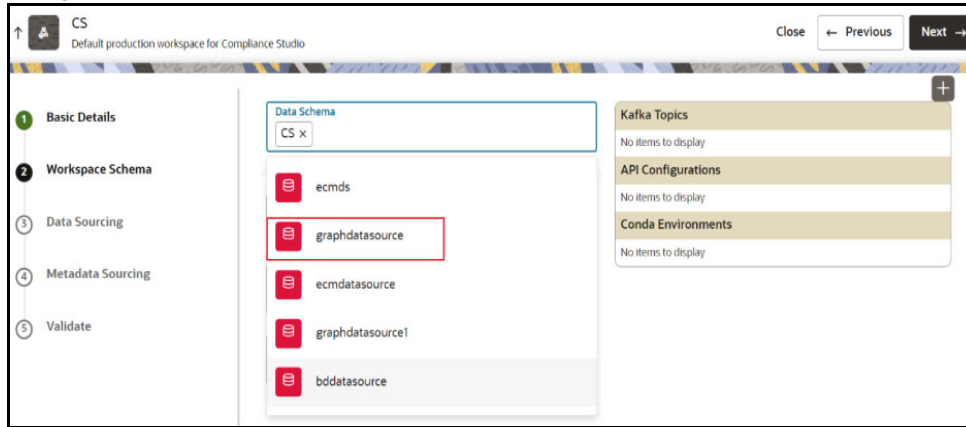 CS
Default production workspace for Compliance Studio
Close
← Previous
Next →
1 Basic Details
2 Workspace Schema
3 Data Sourcing
4 Metadata Sourcing
5 Validate
Data Schema
CS ×
ecmds
graphdatasource
ecmdatasource
graphdatasource1
bddatasource
Kafka Topics
No items to display
API Configurations
No items to display
Conda Environments
No items to display